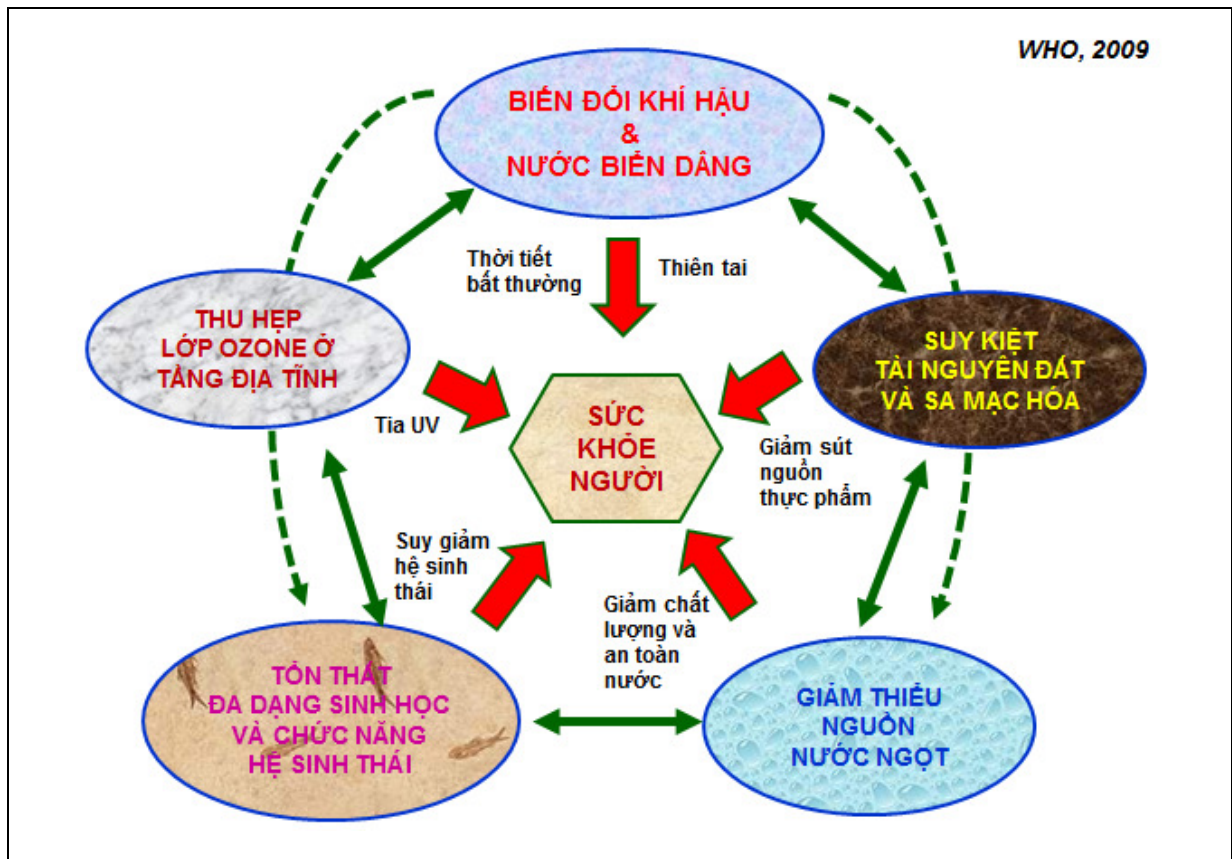 WHO, 2009
BIẾN ĐỔI KHÍ HẬU
&
NƯỚC BIỂN DÂNG
Thời tiết
bất thường
Thiên tai
THU HẸP
LỚP OZONE Ở
TẦNG ĐỊA TĨNH
SUY KIỆT
TÀI NGUYÊN ĐẤT
VÀ SA MẠC HÓA
Tia UV
SỨC
KHỎE
NGƯỜI
Giảm sút
nguồn
thực phẩm
Suy giảm
hệ sinh
thái
Giảm chất
lượng và
an toàn
nước
TỔN THẤT
ĐA DẠNG SINH HỌC
VÀ CHỨC NĂNG
HỆ SINH THÁI
GIẢM THIỂU
NGUỒN
NƯỚC NGỌT